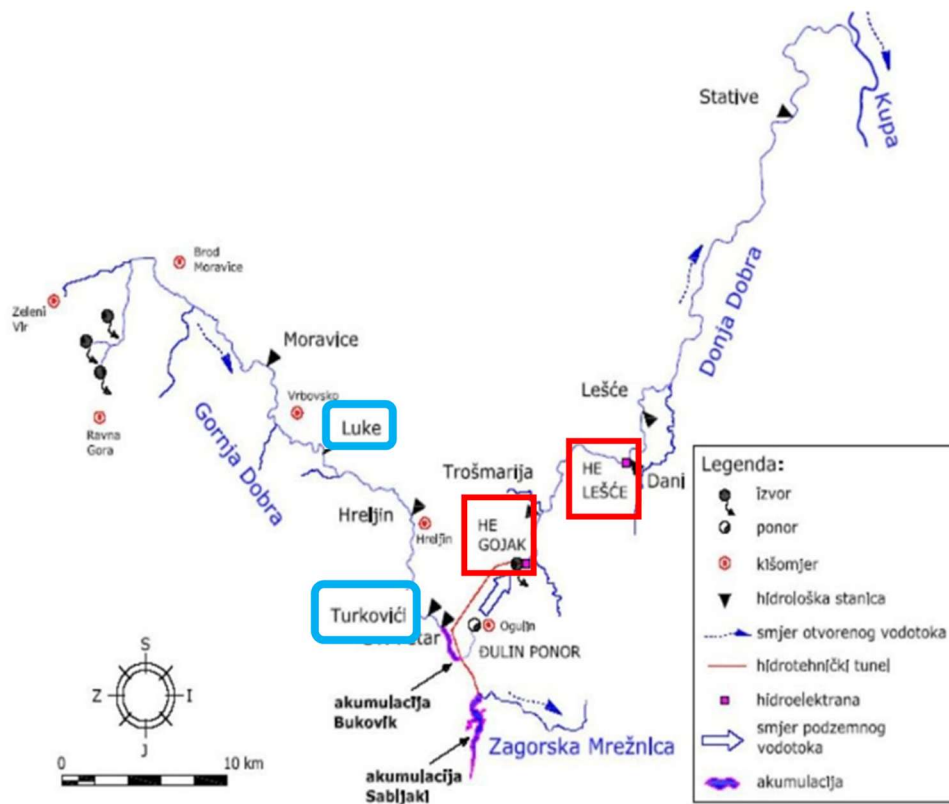 Stative
Kupa
Brod
Moravice
Zeleni
Vir
Moravice
Donja Dobra
Vrbovsko
Lešće
Luke
Ravna
Gora
Gornja Dobra
Trošmarija
HE
LEŠĆE
Dani
Hreljin
Hreljin
HE
GOJAK
Turkovići
Ogulin
ĐULIN PONOR
akumulacija
Bukovik
Zagorska Mrežnica
akumulacija
Sabljaki
S
Z
I
J
0
10 km
Legenda:
izvor
ponor
kišomjer
hidrološka stanica
smjer otvorenog vodotoka
hidrotehnički tunel
hidroelektrana
smjer podzemnog
vodotoka
akumulacija